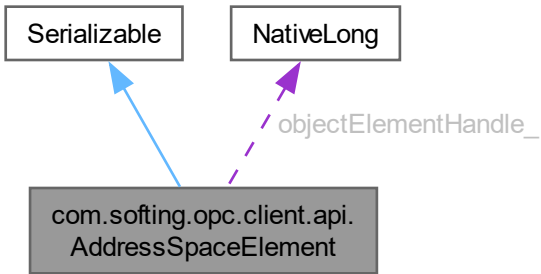 Serializable
NativeLong
objectElementHandle_
com.softing.opc.client.api.
AddressSpaceElement